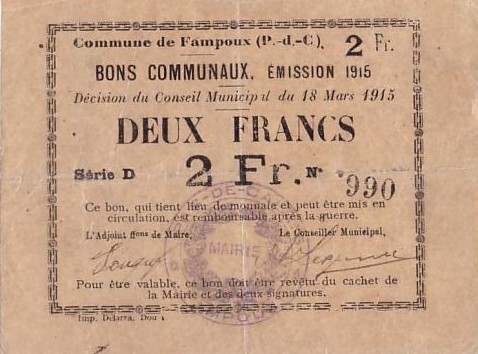 Commune de Fampoux (P.-d.-C), 2 Fr.
BONS COMMUNAUX, ÉMISSION 1915
Décision du Conseil Municipal du 18 Mars 1915
DEUX FRANCS
Série D 2 Fr. N° 990
Ce bon, qui tient lieu de monnaie et peut être mis en
circulation, est remboursable après la guerre.
L'Adjoint ffons de Maire, Le Conseiller Municipal,
MAIRIE
Pour être valable, ce bon doit être revêtu du cachet de
la Mairie et des deux signatures.
Imp. Delarra, Dou